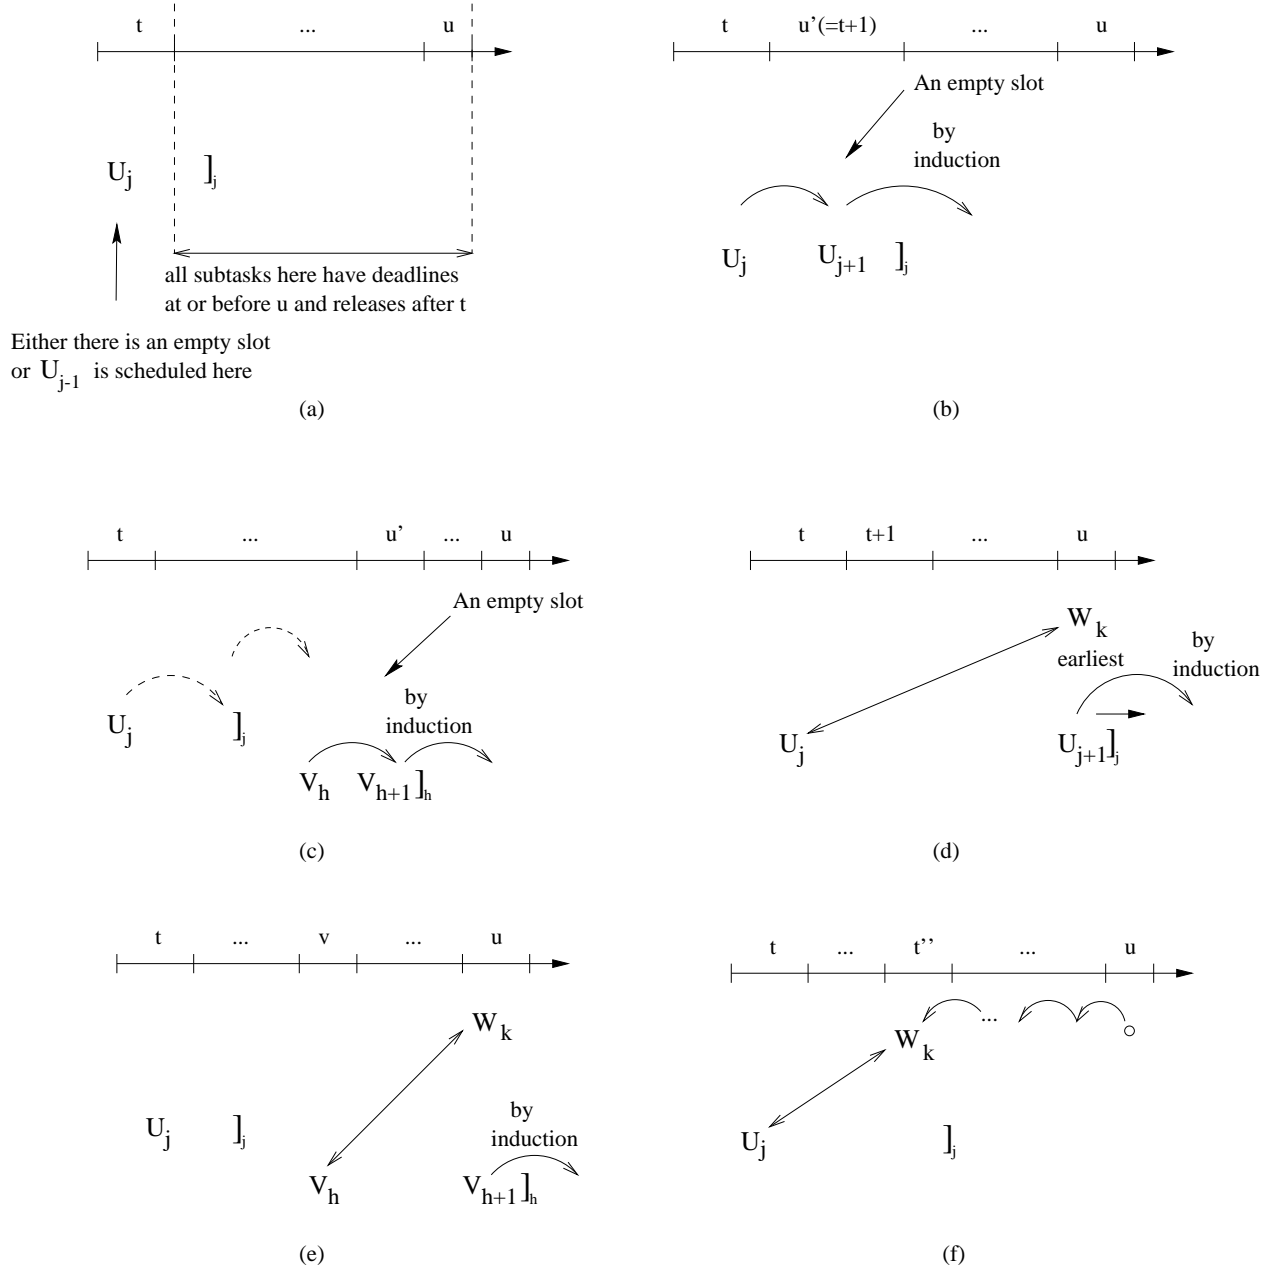 t ... u
U_j ]_j
all subtasks here have deadlines
at or before u and releases after t
Either there is an empty slot
or U_{j-1} is scheduled here
(a)
t u'(=t+1) ... u
An empty slot
by
induction
U_j U_{j+1} ]_j
(b)
t ... u' ... u
An empty slot
by
induction
U_j ]_j
V_h V_{h+1} ]_h
(c)
t t+1 ... u
W_k
earliest
by
induction
U_j U_{j+1} ]_j
(d)
t ... v ... u
W_k
U_j ]_j
by
induction
V_h V_{h+1} ]_h
(e)
t ... t'' ... u
...
W_k
U_j ]_j
(f)